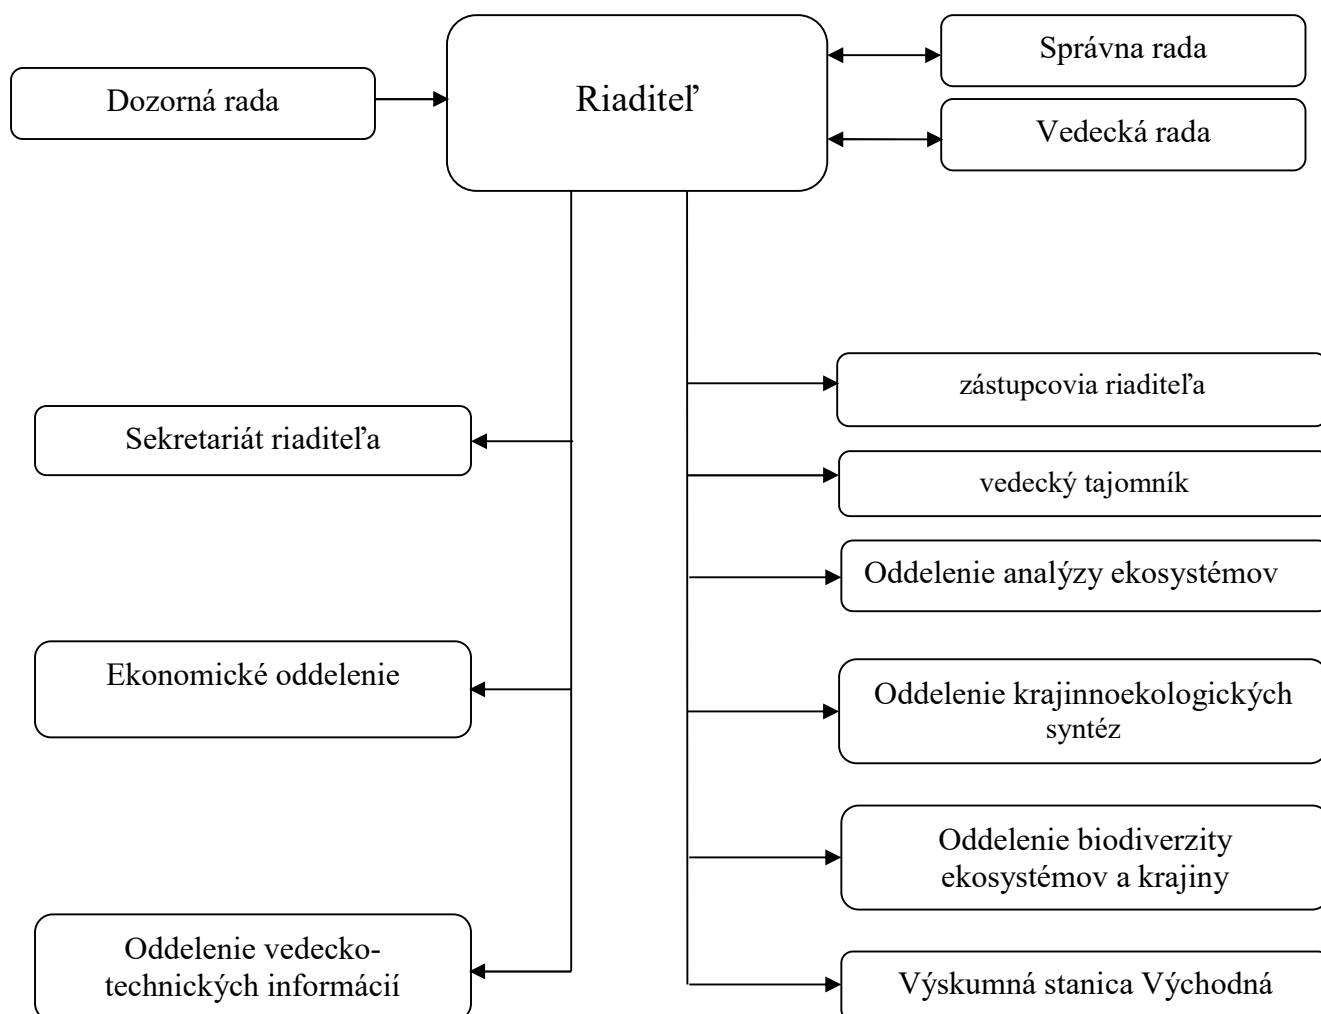 Správna rada
Dozorná rada
Riaditeľ
Vedecká rada
zástupcovia riaditeľa
Sekretariát riaditeľa
vedecký tajomník
Oddelenie analýzy ekosystémov
Ekonomické oddelenie
Oddelenie krajinnoekologických
syntéz
Oddelenie biodiverzity
ekosystémov a krajiny
Oddelenie vedecko-
technických informácií
Výskumná stanica Východná